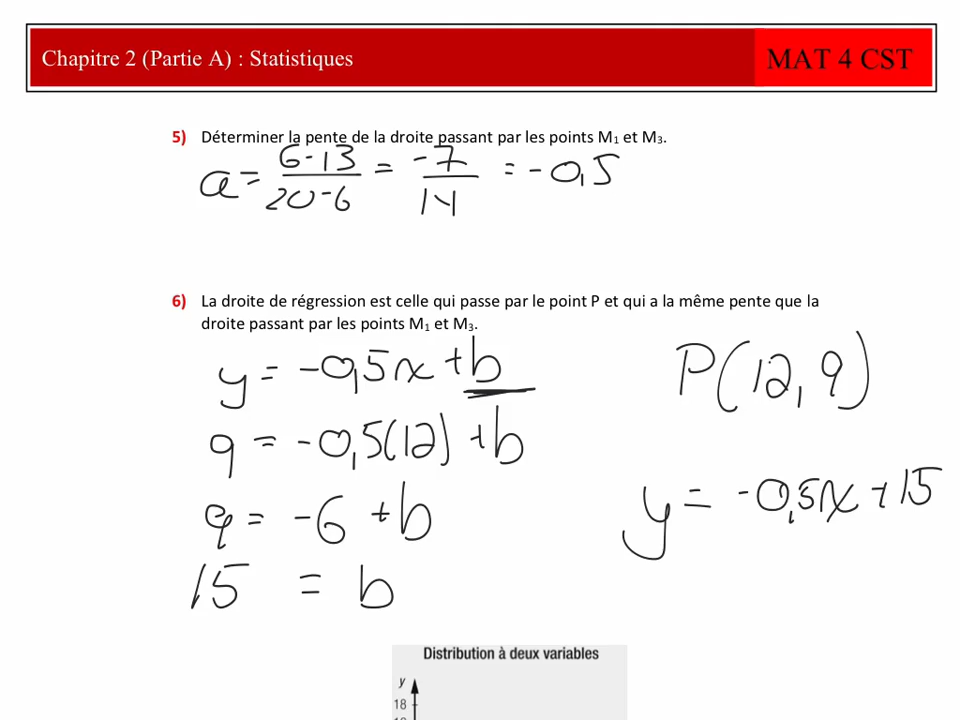 Chapitre 2 (Partie A) : Statistiques
MAT 4 CST
5) Déterminer la pente de la droite passant par les points M₁ et M₃.
a = 6-13/20-6 = -7/14 = -0,5
6) La droite de régression est celle qui passe par le point P et qui a la même pente que la
droite passant par les points M₁ et M₃.
y = -0,5x + b
P(12, 9)
9 = -0,5(12) + b
y = -0,5x + 15
9 = -6 + b
15 = b
Distribution à deux variables
y
18